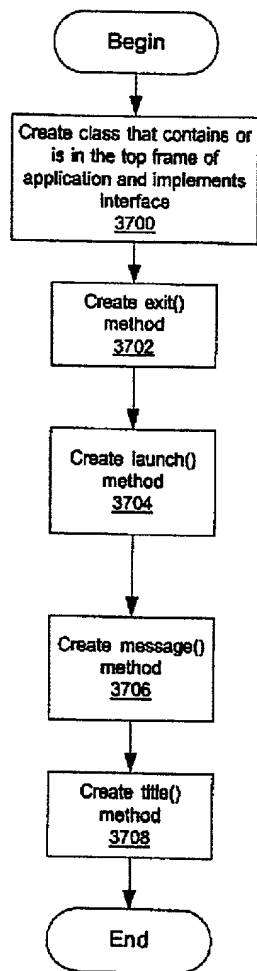 Begin
Create class that contains or
is in the top frame of
application and implements
interface
3700
Create exit()
method
3702
Create launch()
method
3704
Create message()
method
3706
Create title()
method
3708
End